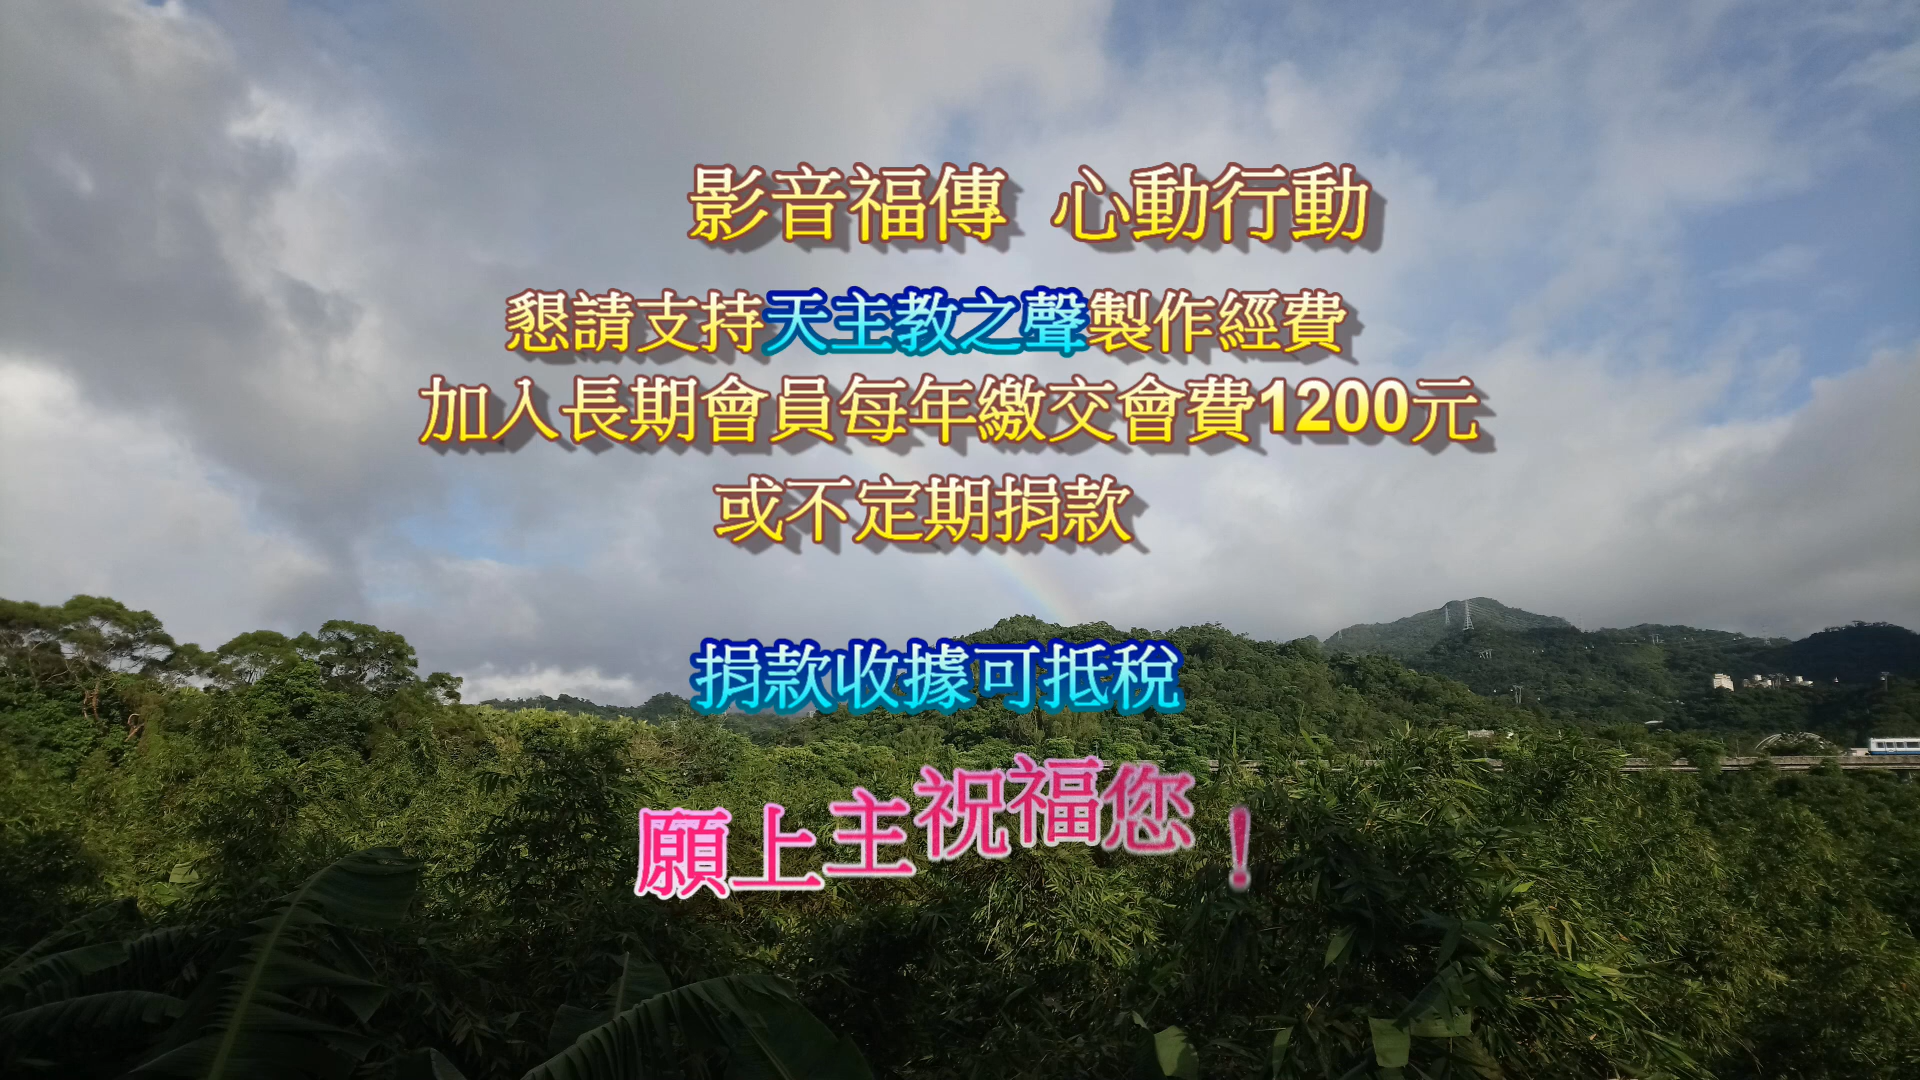 影音福傳 心動行動
懇請支持天主教之聲製作經費
加入長期會員每年繳交會費1200元
或不定期捐款
捐款收據可抵稅
願上主祝福您！